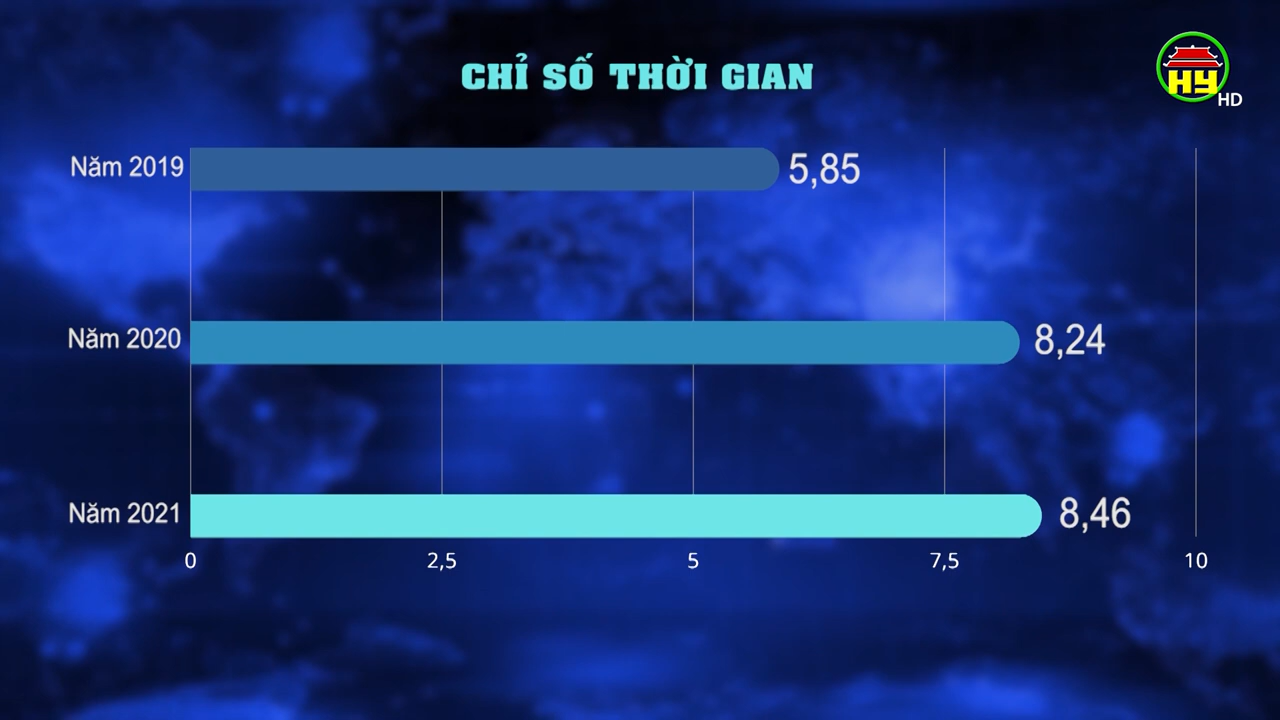 CHỈ SỐ THỜI GIAN
HY
HD
Năm 2019
5,85
Năm 2020
8,24
Năm 2021
8,46
0
2,5
5
7,5
10